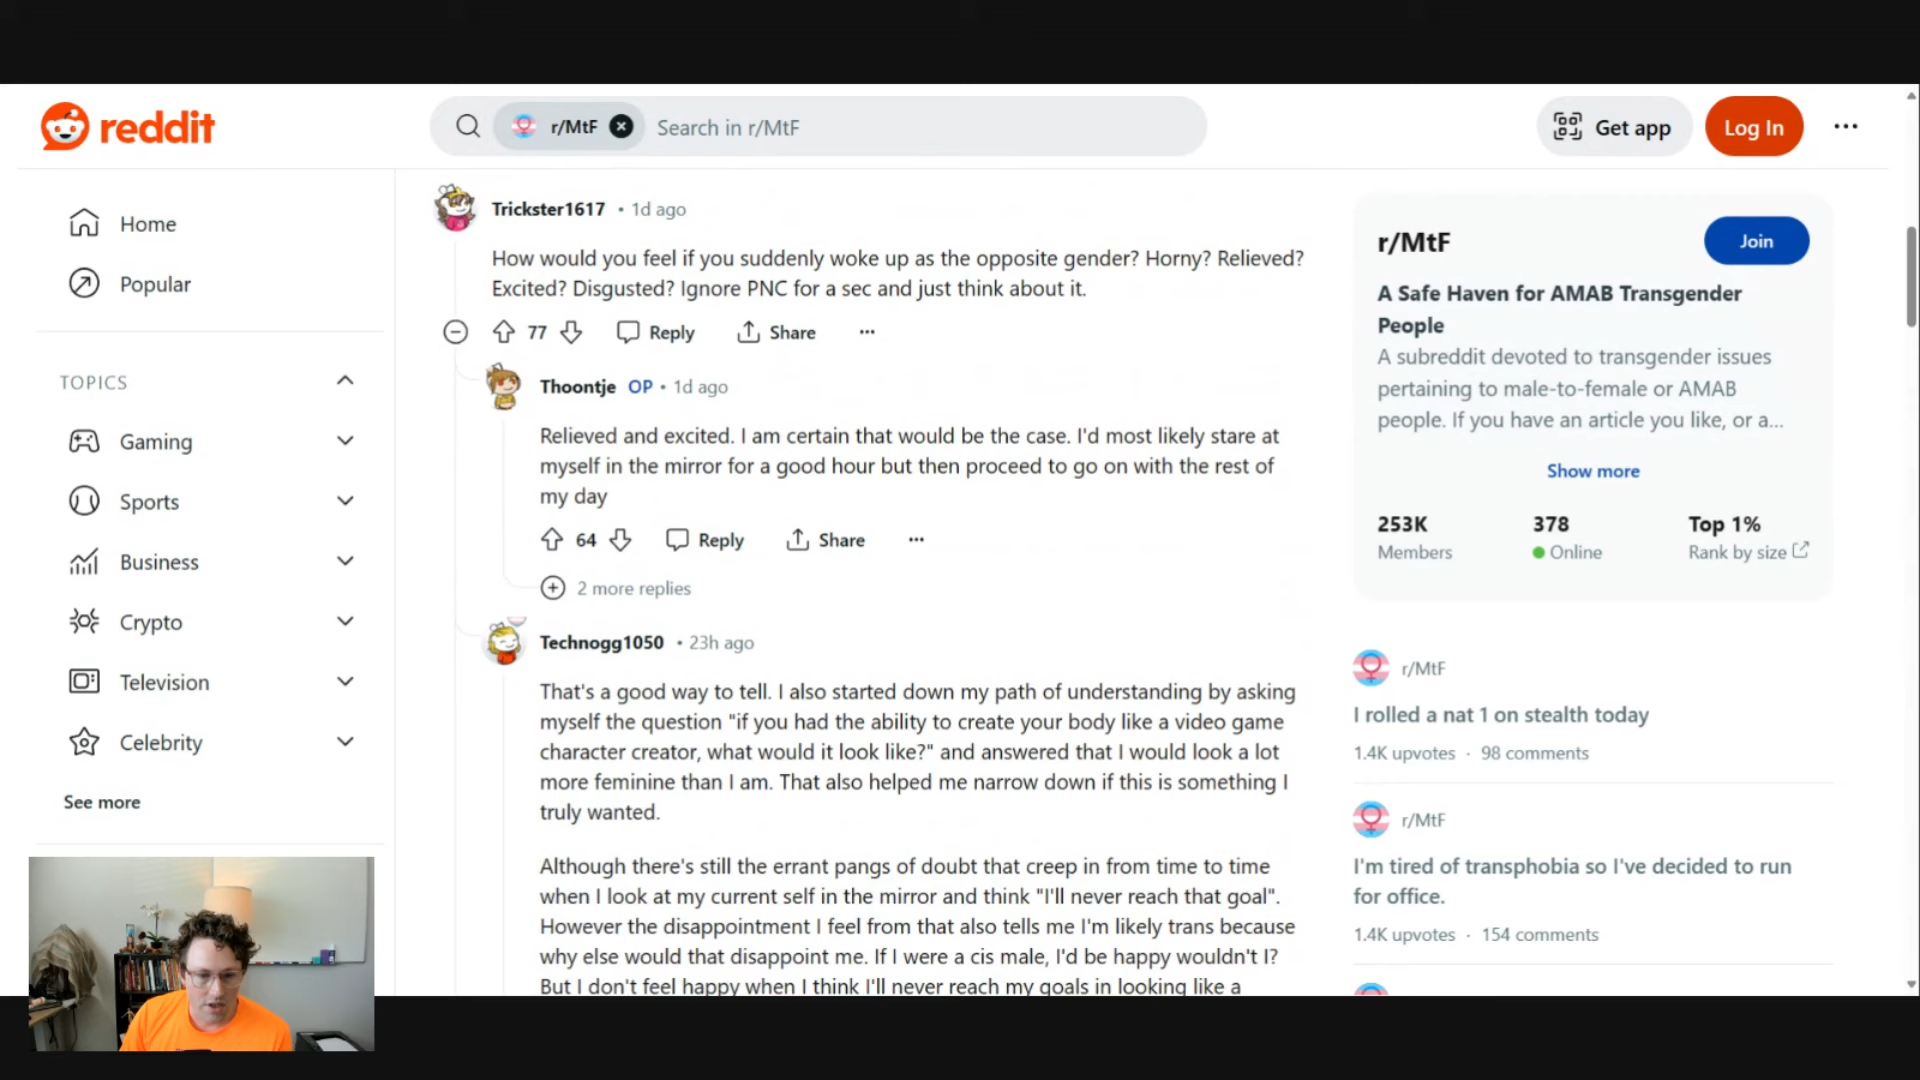 reddit
r/MtF
Search in r/MtF
Get app
Log In
Home
Popular
TOPICS
Gaming
Sports
Business
Crypto
Television
Celebrity
See more
Trickster1617 • 1d ago
How would you feel if you suddenly woke up as the opposite gender? Horny? Relieved?
Excited? Disgusted? Ignore PNC for a sec and just think about it.
77
Reply
Share
Thoontje OP • 1d ago
Relieved and excited. I am certain that would be the case. I'd most likely stare at
myself in the mirror for a good hour but then proceed to go on with the rest of
my day
64
Reply
Share
2 more replies
Technogg1050 • 23h ago
That's a good way to tell. I also started down my path of understanding by asking
myself the question "if you had the ability to create your body like a video game
character creator, what would it look like?" and answered that I would look a lot
more feminine than I am. That also helped me narrow down if this is something I
truly wanted.
Although there's still the errant pangs of doubt that creep in from time to time
when I look at my current self in the mirror and think "I'll never reach that goal".
However the disappointment I feel from that also tells me I'm likely trans because
why else would that disappoint me. If I were a cis male, I'd be happy wouldn't I?
But I don't feel happy when I think I'll never reach my goals in looking like a
r/MtF
Join
A Safe Haven for AMAB Transgender
People
A subreddit devoted to transgender issues
pertaining to male-to-female or AMAB
people. If you have an article you like, or a...
Show more
253K
Members
378
Online
Top 1%
Rank by size
r/MtF
I rolled a nat 1 on stealth today
1.4K upvotes · 98 comments
r/MtF
I'm tired of transphobia so I've decided to run
for office.
1.4K upvotes · 154 comments